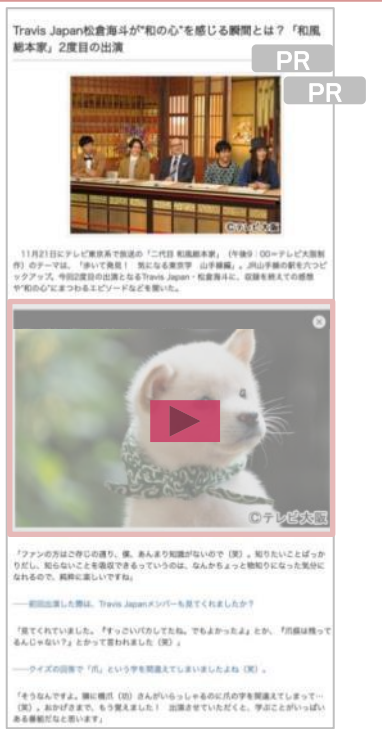 Travis Japan松倉海斗が"和の心"を感じる瞬間とは？「和風
総本家」2度目の出演
PR
PR
©テレビ大阪
11月21日にテレビ東京系で放送の「二代目 和風総本家」（午後9：00＝テレビ大阪制
作）のテーマは、「歩いて発見！　気になる東京学　山手線編」。JR山手線の駅を六つピ
ックアップ。今回2度目の出演となるTravis Japan・松倉海斗に、収録を終えての感想
や"和の心"にまつわるエピソードなどを聞いた。
©テレビ大阪
「ファンの方はご存じの通り、僕、あんまり知識がないので（笑）。知りたいことばっか
りだし、知らないことを吸収できるっていうのは、なんかちょっと物知りになった気分に
なれるので、純粋に楽しいですね」
――前回出演した際は、Travis Japanメンバーも見てくれましたか？
「見てくれていました。『すっごいバカしてたね。でもよかったよ』とか、『爪痕は残って
るんじゃない？』とかって言われました（笑）」
――クイズの回答で「爪」という字を間違えてしまいましたよね（笑）。
「そうなんですよ。隣に橋爪（功）さんがいらっしゃるのに爪の字を間違えてしまって…
（笑）。おかげさまで、もう覚えました！　出演させていただくと、学ぶことがいっぱい
ある番組だなと思います」